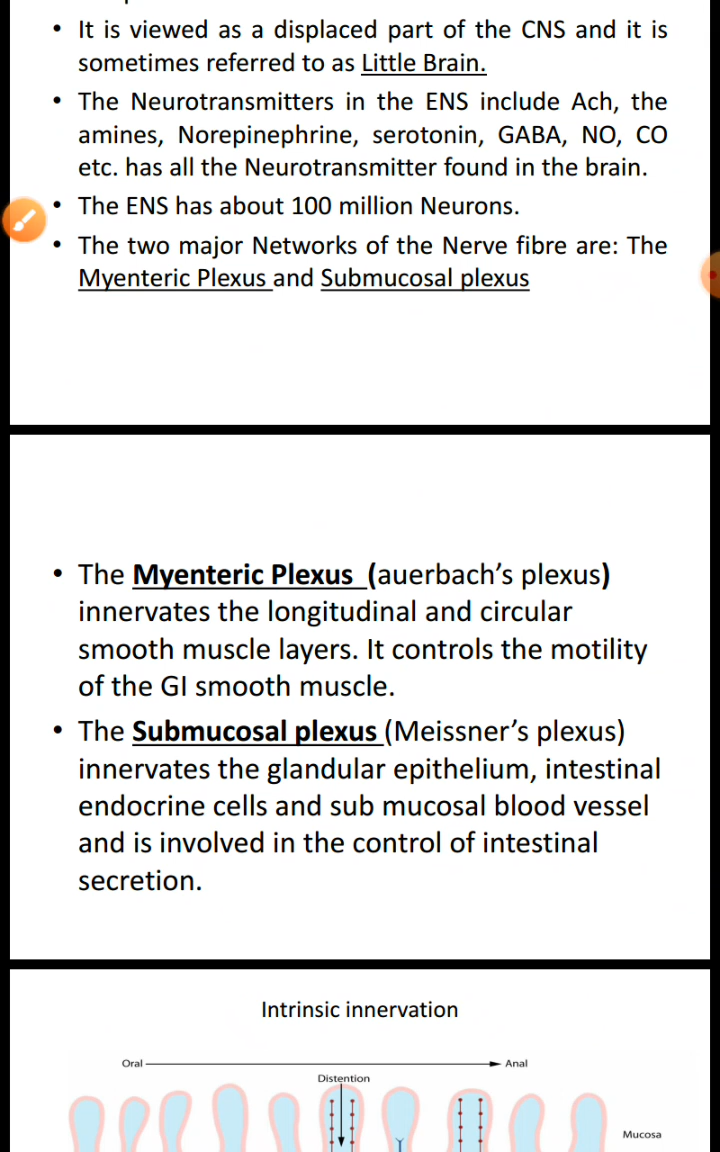 • It is viewed as a displaced part of the CNS and it is
sometimes referred to as Little Brain.
• The Neurotransmitters in the ENS include Ach, the
amines, Norepinephrine, serotonin, GABA, NO, CO
etc. has all the Neurotransmitter found in the brain.
• The ENS has about 100 million Neurons.
• The two major Networks of the Nerve fibre are: The
Myenteric Plexus and Submucosal plexus
• The Myenteric Plexus (auerbach’s plexus)
innervates the longitudinal and circular
smooth muscle layers. It controls the motility
of the GI smooth muscle.
• The Submucosal plexus (Meissner’s plexus)
innervates the glandular epithelium, intestinal
endocrine cells and sub mucosal blood vessel
and is involved in the control of intestinal
secretion.
Intrinsic innervation
Oral Anal
Distention
Mucosa